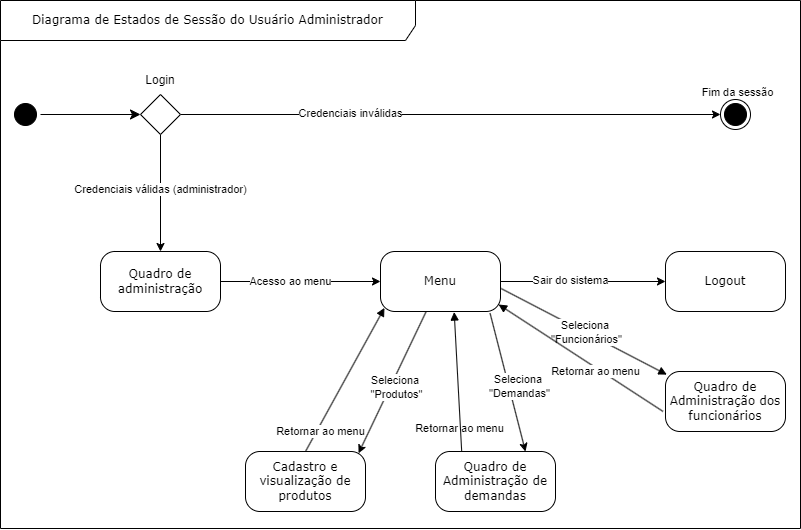 Diagrama de Estados de Sessão do Usuário Administrador
Login
Fim da sessão
Credenciais inválidas
Credenciais válidas (administrador)
Quadro de
administração
Acesso ao menu
Menu
Sair do sistema
Logout
Seleciona
"Funcionários"
Retornar ao menu
Seleciona
"Produtos"
Seleciona
"Demandas"
Quadro de
Administração dos
funcionários
Retornar ao menu
Retornar ao menu
Cadastro e
visualização de
produtos
Quadro de
Administração de
demandas